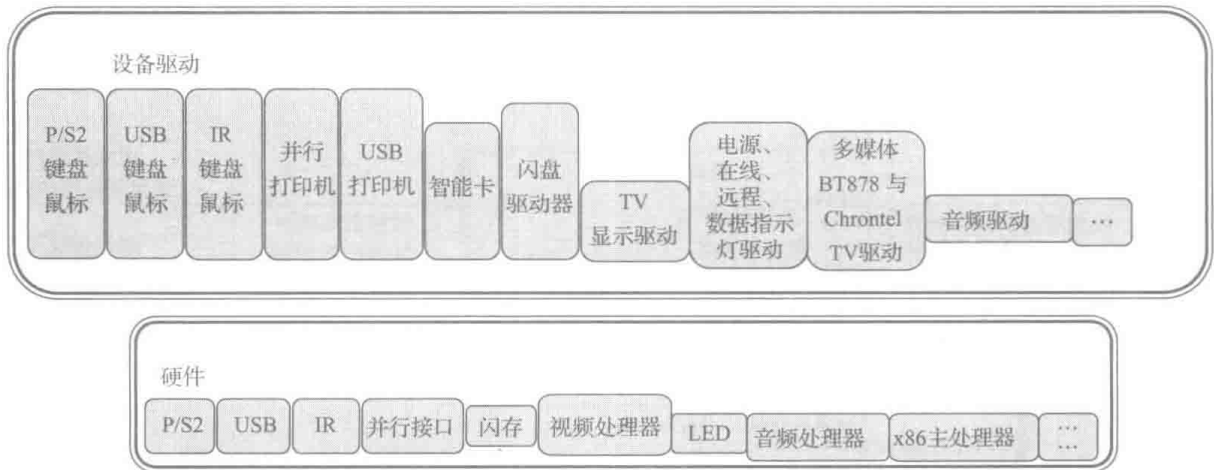 设备驱动
P/S2
键盘
鼠标
USB
键盘
鼠标
IR
键盘
鼠标
并行
打印机
USB
打印机
智能卡
闪盘
驱动器
TV
显示驱动
电源、
在线、
远程、
数据指示
灯驱动
多媒体
BT878 与
Chrontel
TV驱动
音频驱动
…
硬件
P/S2
USB
IR
并行接口
闪存
视频处理器
LED
音频处理器
x86主处理器
…
…